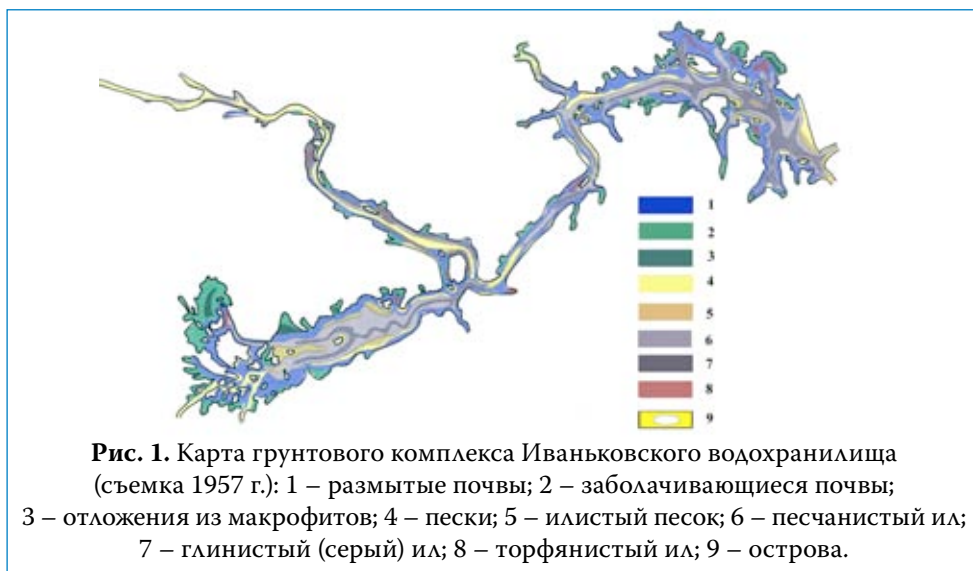 1
2
3
4
5
6
7
8
9
Рис. 1. Карта грунтового комплекса Иваньковского водохранилища
(съемка 1957 г.): 1 – размытые почвы; 2 – заболачивающиеся почвы;
3 – отложения из макрофитов; 4 – пески; 5 – илистый песок; 6 – песчанистый ил;
7 – глинистый (серый) ил; 8 – торфянистый ил; 9 – острова.